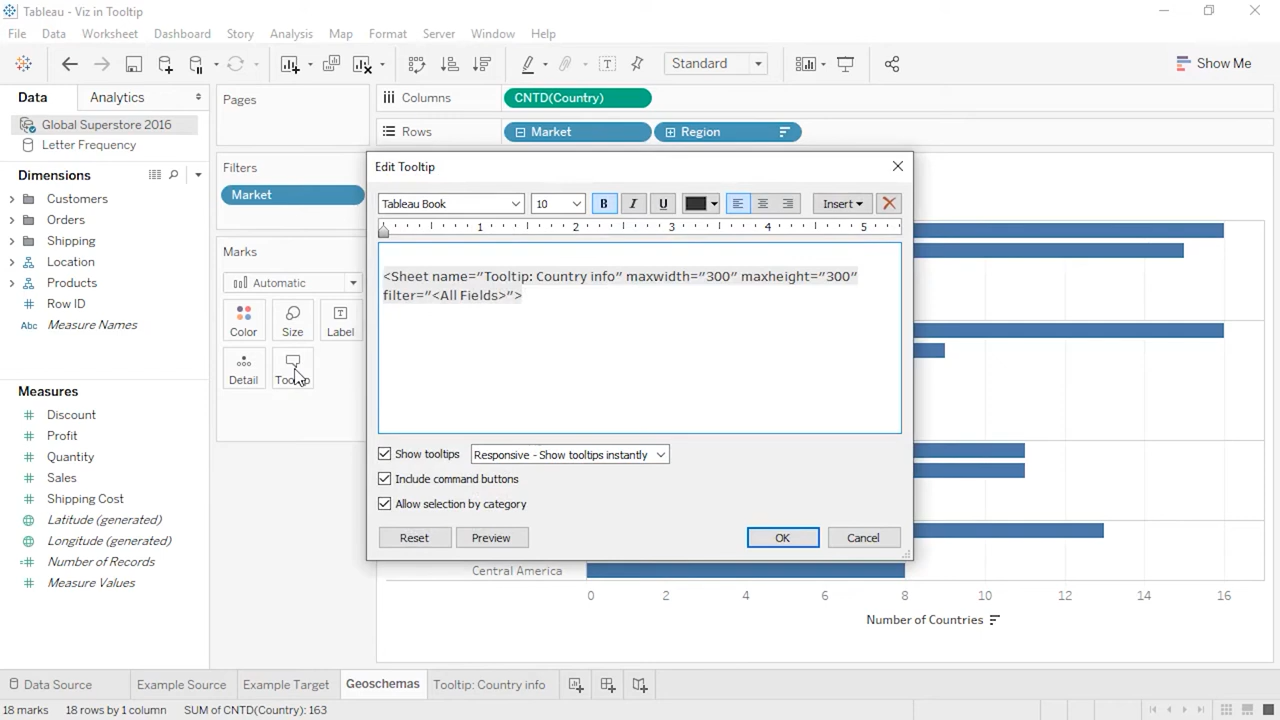 Tableau - Viz in Tooltip
File Data Worksheet Dashboard Story Analysis Map Format Server Window Help
Standard
Show Me
Data Analytics
Pages
Columns CNTD(Country)
Global Superstore 2016
Letter Frequency
Rows Market Region
Dimensions
Customers
Orders
Shipping
Location
Products
Row ID
Abc Measure Names
Measures
Discount
Profit
Quantity
Sales
Shipping Cost
Latitude (generated)
Longitude (generated)
Number of Records
Measure Values
Filters
Market
Marks
Automatic
Color Size Label
Detail Tooltip
Edit Tooltip
Tableau Book 10 B I U Insert
1 2 3 4 5
<Sheet name="Tooltip: Country info" maxwidth="300" maxheight="300"
filter="<All Fields>">
Show tooltips Responsive - Show tooltips instantly
Include command buttons
Allow selection by category
Reset Preview OK Cancel
Central America
0 2 4 6 8 10 12 14 16
Number of Countries
Data Source Example Source Example Target Geoschemas Tooltip: Country info
18 marks 18 rows by 1 column SUM of CNTD(Country): 163